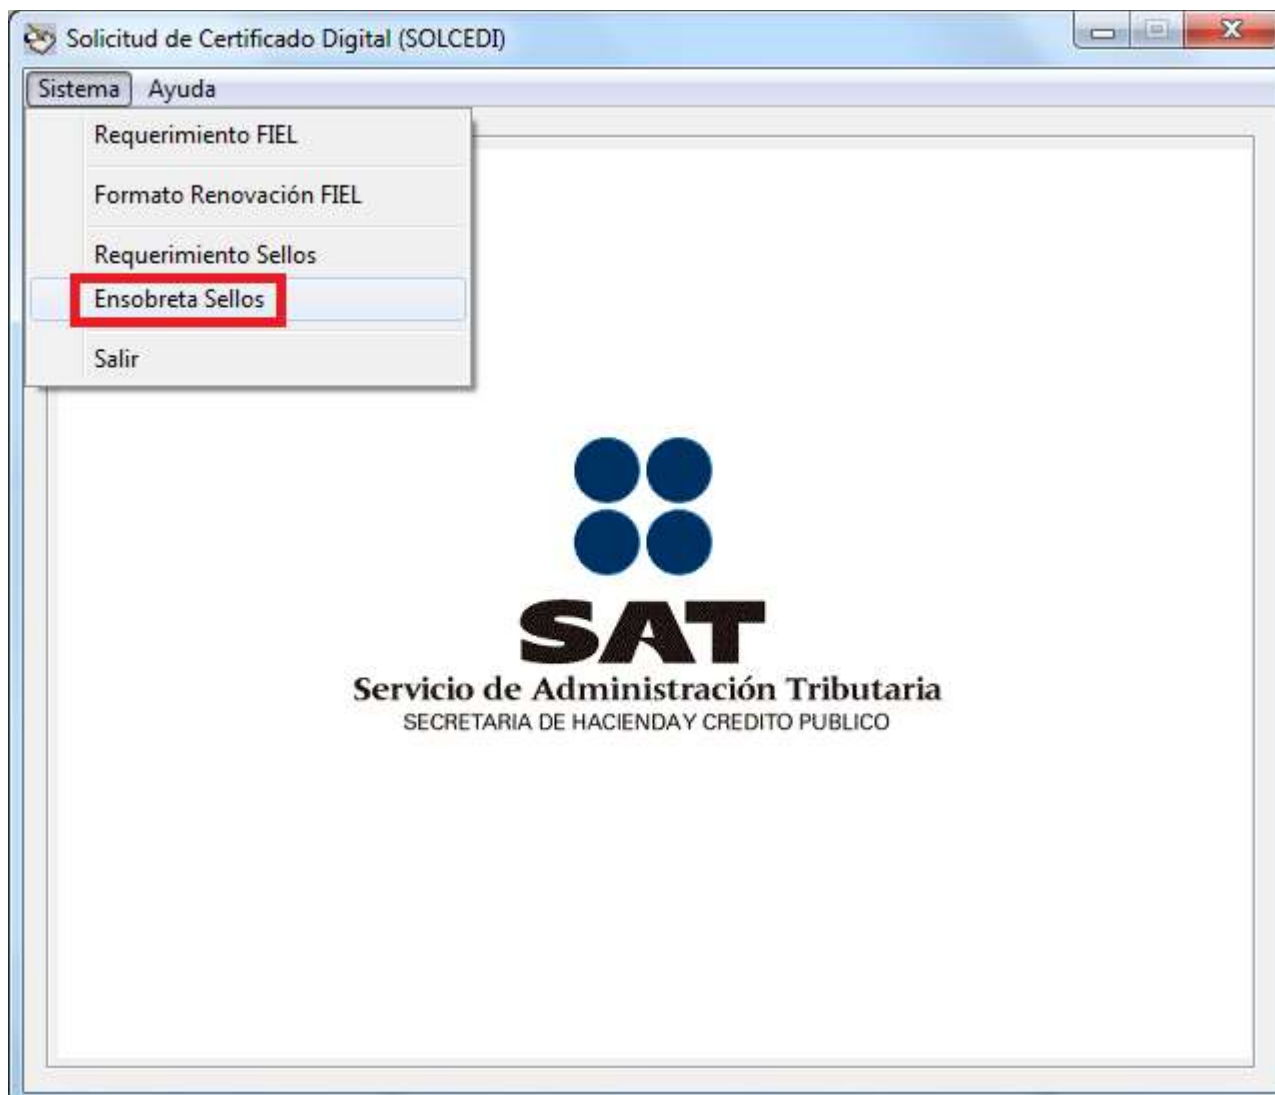 Solicitud de Certificado Digital (SOLCEDI)
Sistema Ayuda
Requerimiento FIEL
Formato Renovación FIEL
Requerimiento Sellos
Ensobreta Sellos
Salir
SAT
Servicio de Administración Tributaria
SECRETARIA DE HACIENDA Y CREDITO PUBLICO